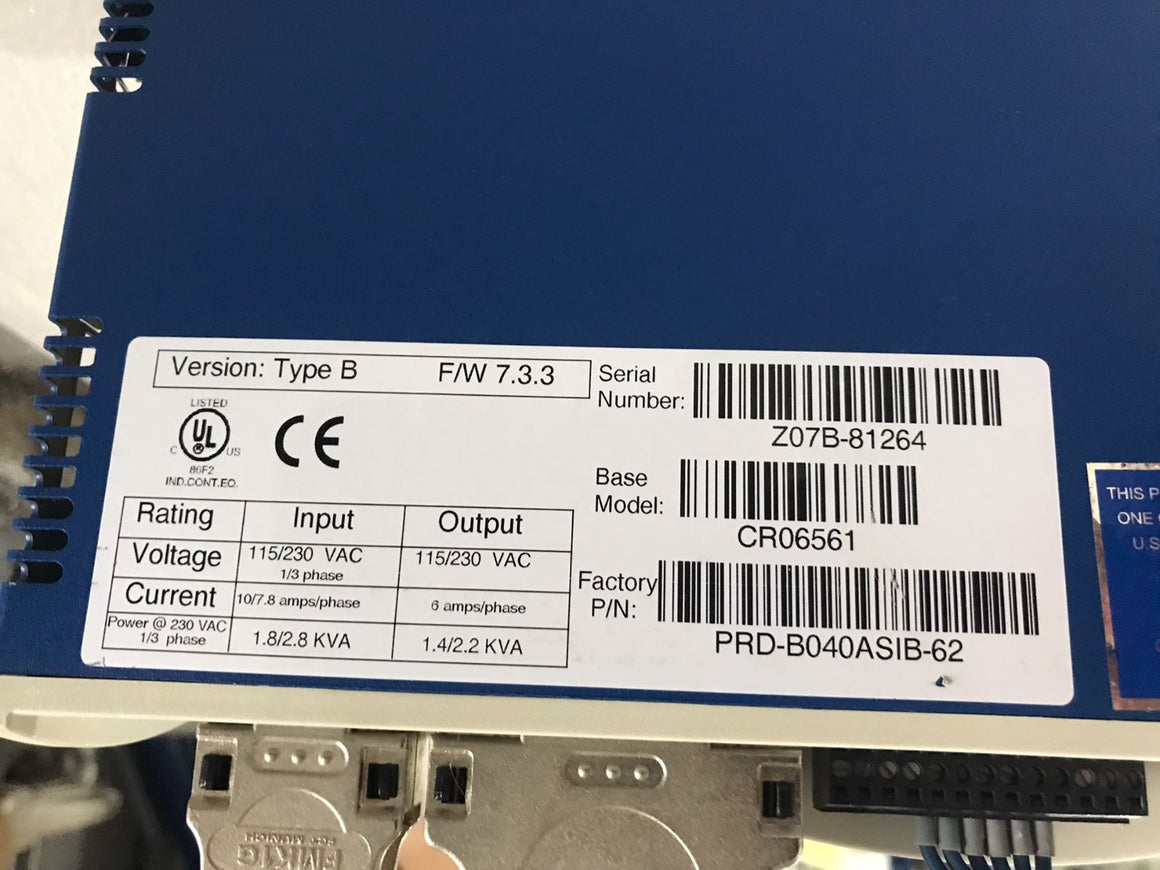 Version: Type B F/W 7.3.3
LISTED
UL
®
C US
86F2
IND.CONT.EQ.
CE
Rating Input Output
Voltage 115/230 VAC 1/3 phase 115/230 VAC
Current 10/7.8 amps/phase 6 amps/phase
Power @ 230 VAC 1/3 phase 1.8/2.8 KVA 1.4/2.2 KVA
Serial
Number:
Z07B-81264
Base
Model:
CR06561
Factory
P/N:
PRD-B040ASIB-62
THIS P
ONE
U.S
FMK1G